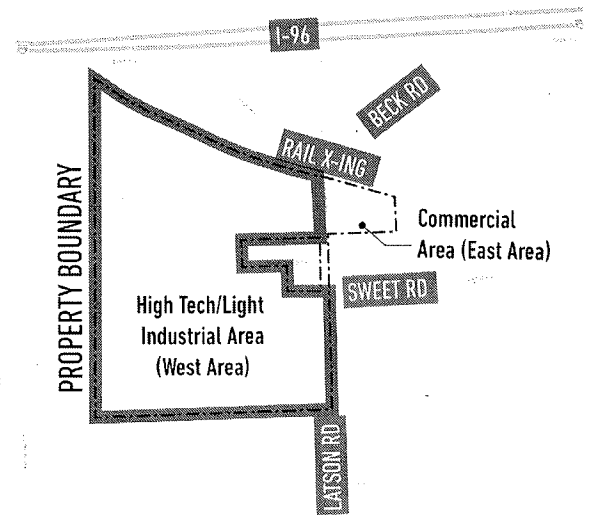 I-96
BECK RD
RAIL X-ING
PROPERTY BOUNDARY
Commercial
Area (East Area)
SWEET RD
High Tech/Light
Industrial Area
(West Area)
LATSON RD